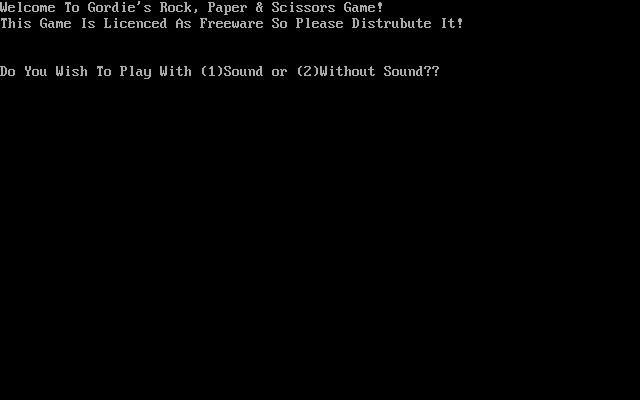 Welcome To Gordie's Rock, Paper & Scissors Game!
This Game Is Licenced As Freeware So Please Distrubute It!
Do You Wish To Play With (1)Sound or (2)Without Sound??